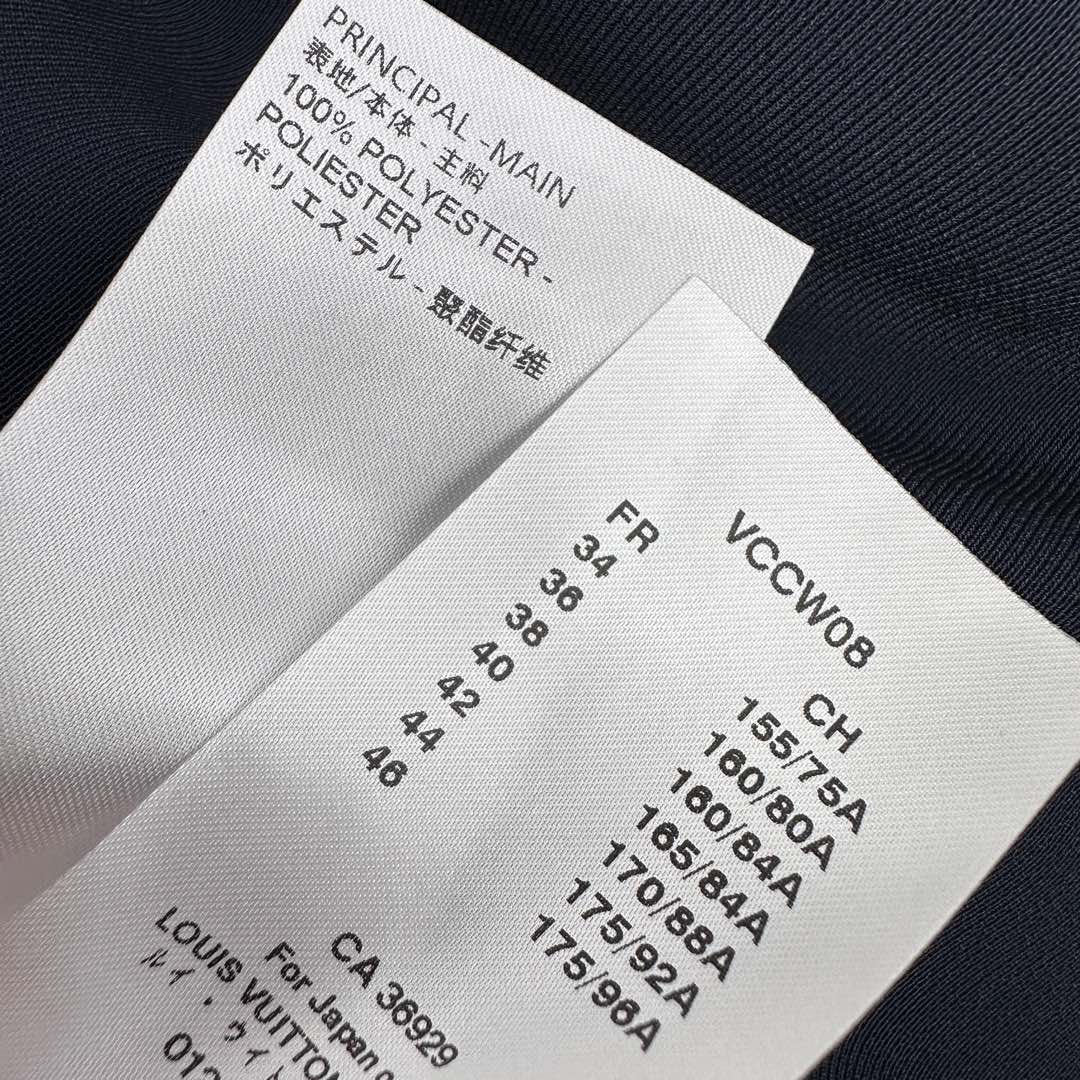 PRINCIPAL - MAIN
表地/本体 - 主料
100% POLYESTER -
POLIESTER
ポリエステル - 聚酯纤维
VCCW08
FR CH
34 155/75A
36 160/80A
38 160/84A
40 165/84A
42 170/88A
44 175/92A
46 175/96A
CA 36929
For Japan
LOUIS VUITTON
ルイ・ヴィト
012